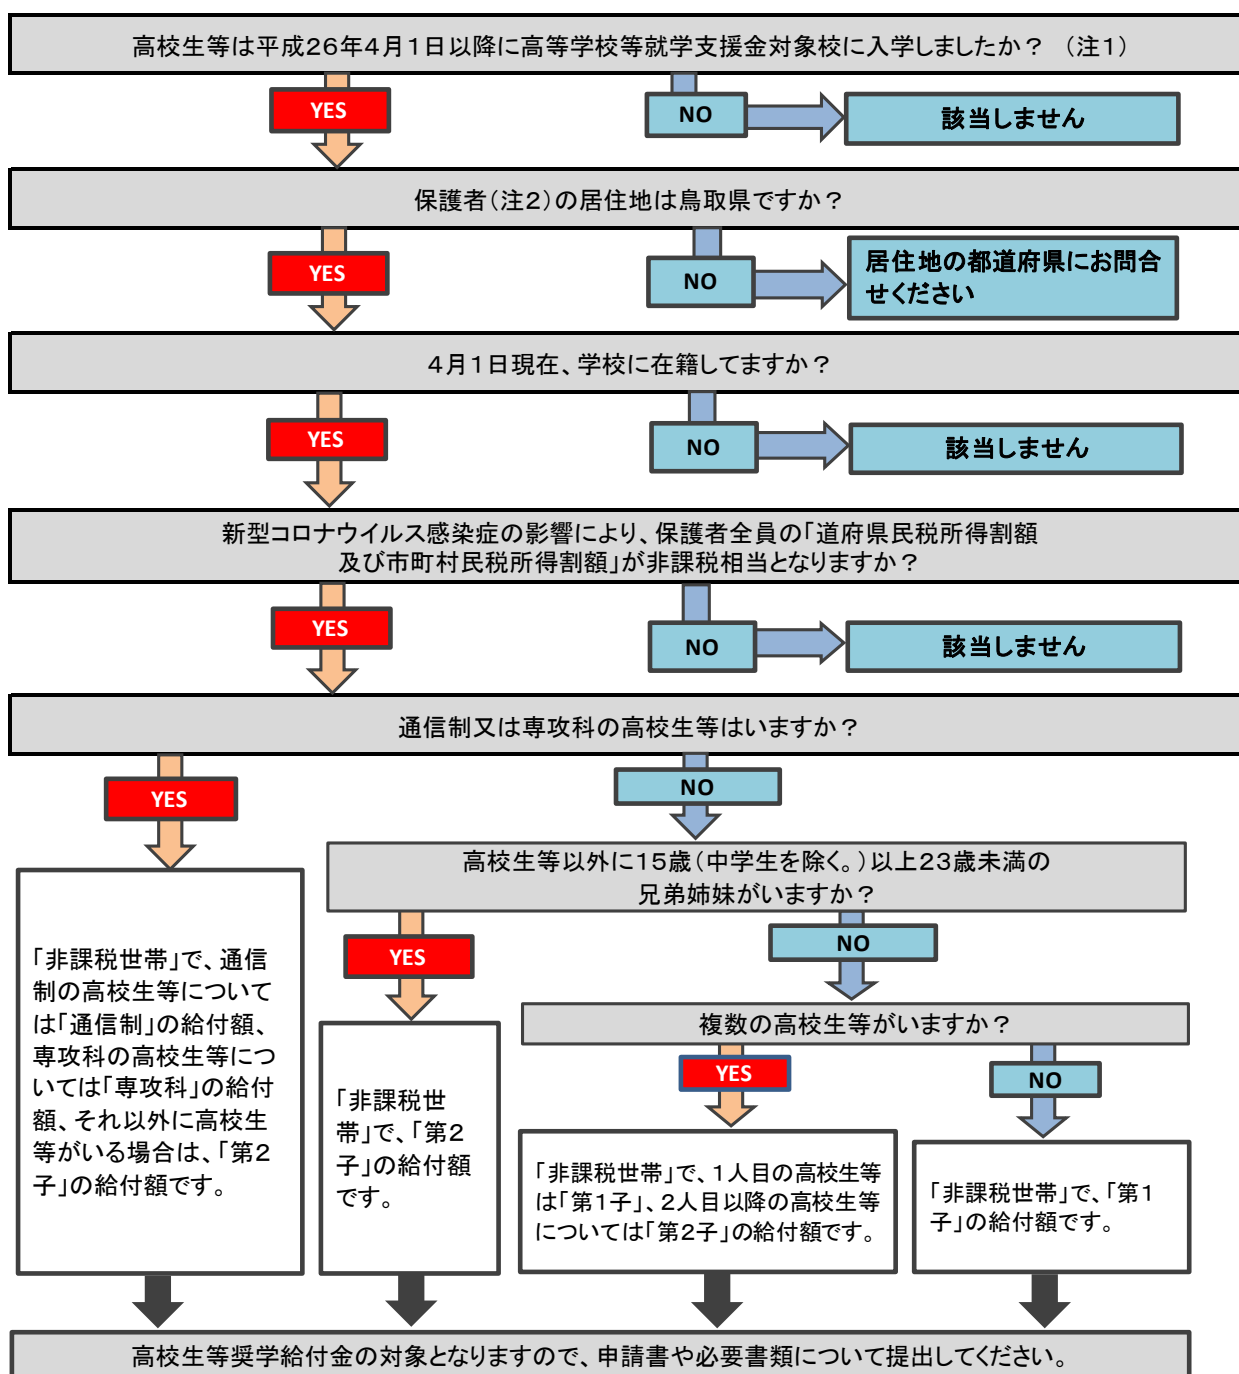 高校生等は平成26年4月1日以降に高等学校等就学支援金対象校に入学しましたか？　（注1）
YES
NO
該当しません
保護者（注2）の居住地は鳥取県ですか？
YES
NO
居住地の都道府県にお問合
せください
4月1日現在、学校に在籍してますか？
YES
NO
該当しません
新型コロナウイルス感染症の影響により、保護者全員の「道府県民税所得割額
及び市町村民税所得割額」が非課税相当となりますか？
YES
NO
該当しません
通信制又は専攻科の高校生等はいますか？
YES
NO
高校生等以外に15歳（中学生を除く。）以上23歳未満の
兄弟姉妹がいますか？
YES
NO
複数の高校生等がいますか？
YES
NO
「非課税世帯」で、通信
制の高校生等について
は「通信制」の給付額、
専攻科の高校生等につ
いては「専攻科」の給付
額、それ以外に高校生
等がいる場合は、「第2
子」の給付額です。
「非課税世
帯」で、「第2
子」の給付額
です。
「非課税世帯」で、1人目の高校生等
は「第1子」、2人目以降の高校生等
については「第2子」の給付額です。
「非課税世帯」で、「第1
子」の給付額です。
高校生等奨学給付金の対象となりますので、申請書や必要書類について提出してください。